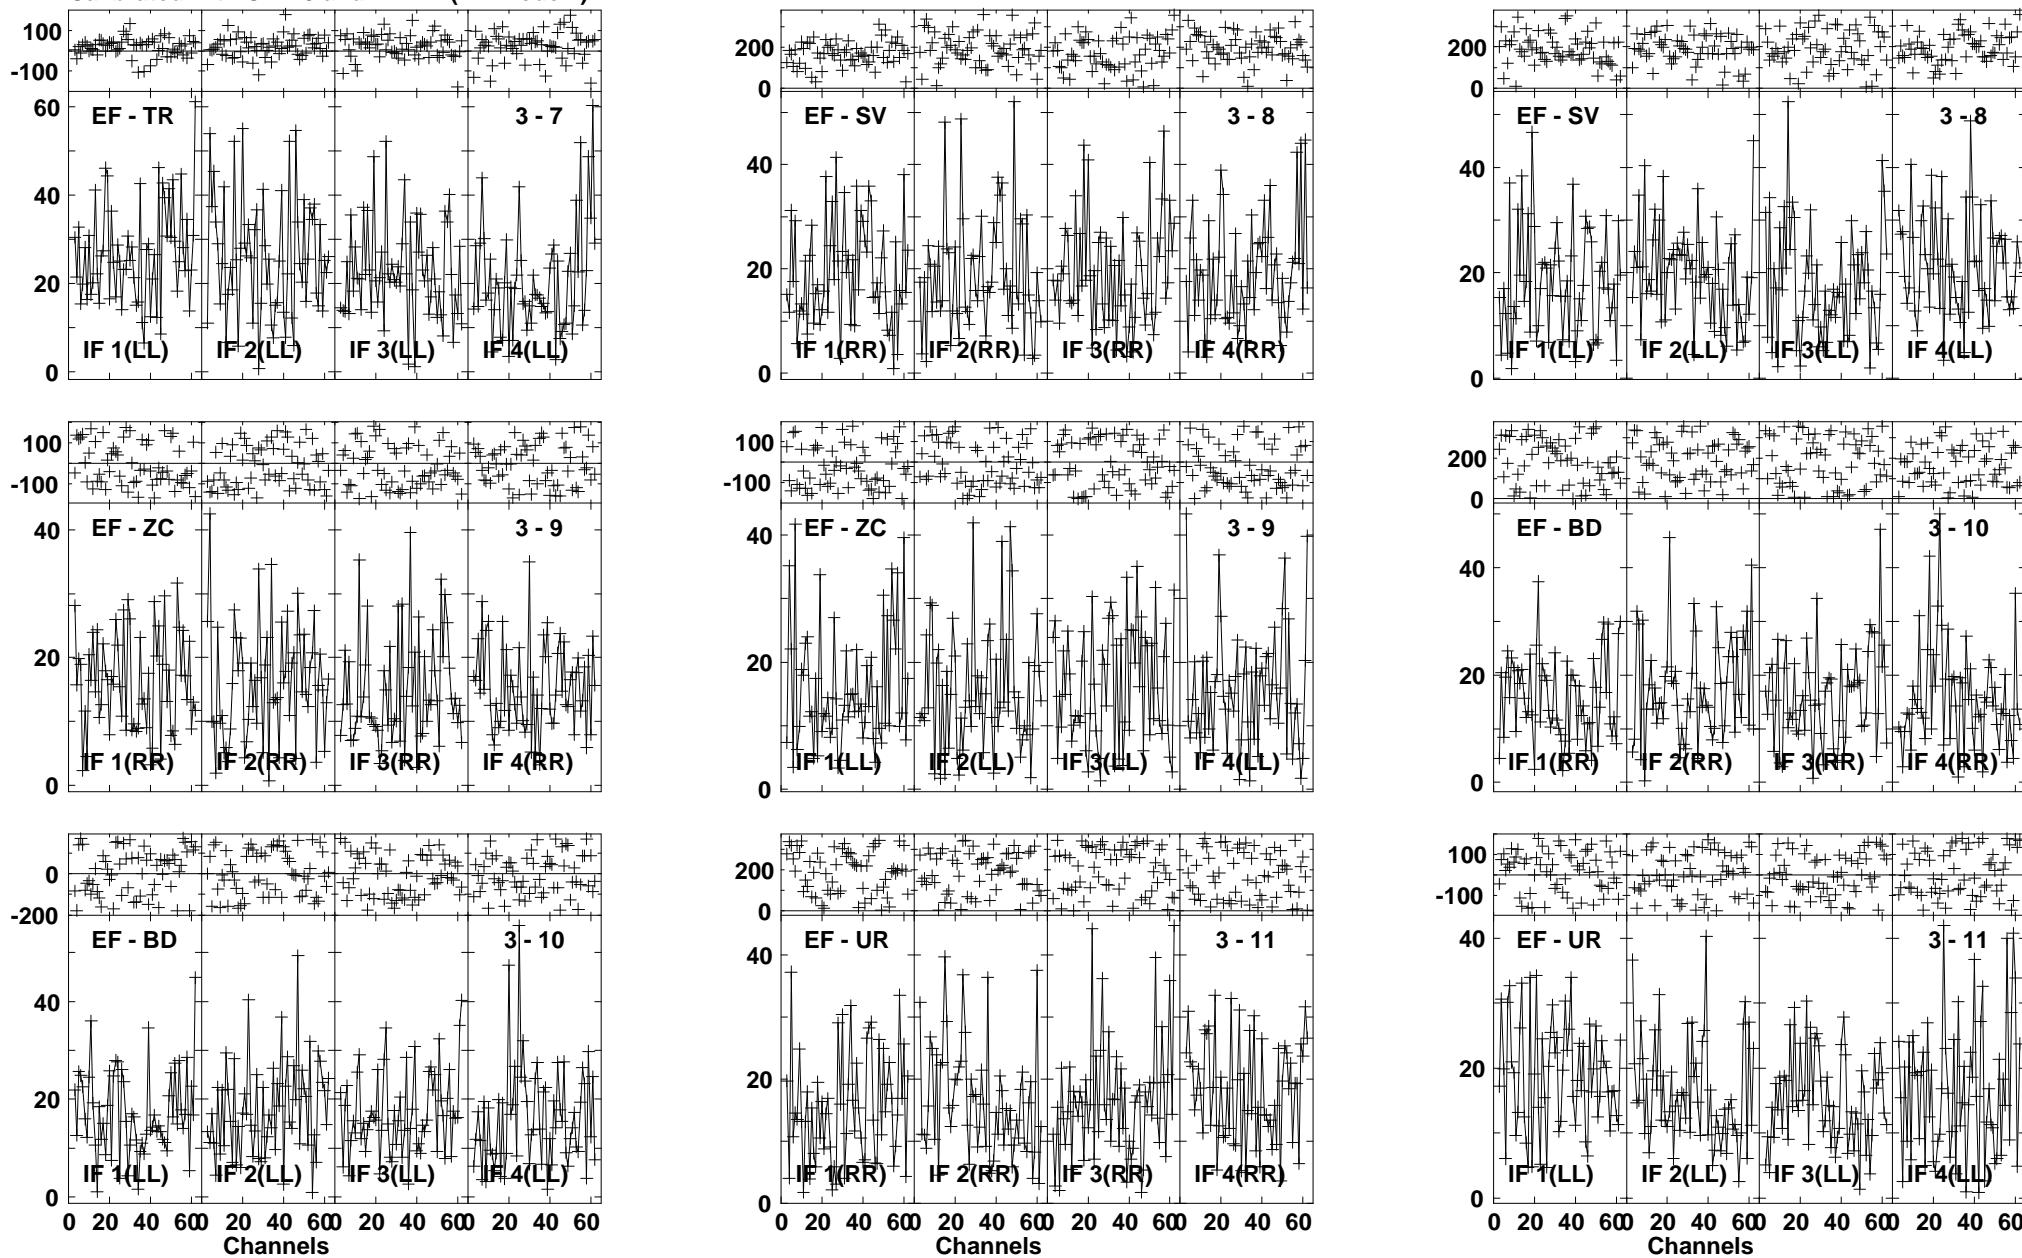 100
-100
60
40
20
0
EF - TR
3 - 7
IF 1(LL)
IF 2(LL)
IF 3(LL)
IF 4(LL)
200
0
40
20
0
EF - SV
3 - 8
IF 1(RR)
IF 2(RR)
IF 3(RR)
IF 4(RR)
200
0
40
20
0
EF - SV
3 - 8
IF 1(LL)
IF 2(LL)
IF 3(LL)
IF 4(LL)
100
-100
40
20
0
EF - ZC
3 - 9
IF 1(RR)
IF 2(RR)
IF 3(RR)
IF 4(RR)
100
-100
40
20
0
EF - ZC
3 - 9
IF 1(LL)
IF 2(LL)
IF 3(LL)
IF 4(LL)
200
0
40
20
0
EF - BD
3 - 10
IF 1(RR)
IF 2(RR)
IF 3(RR)
IF 4(RR)
0
-200
40
20
0
EF - BD
3 - 10
IF 1(LL)
IF 2(LL)
IF 3(LL)
IF 4(LL)
0 20 40 60 0 20 40 60 0 20 40 60 0 20 40 60
Channels
200
0
40
20
0
EF - UR
3 - 11
IF 1(RR)
IF 2(RR)
IF 3(RR)
IF 4(RR)
0 20 40 60 0 20 40 60 0 20 40 60 0 20 40 60
Channels
100
-100
40
20
0
EF - UR
3 - 11
IF 1(LL)
IF 2(LL)
IF 3(LL)
IF 4(LL)
0 20 40 60 0 20 40 60 0 20 40 60 0 20 40 60
Channels